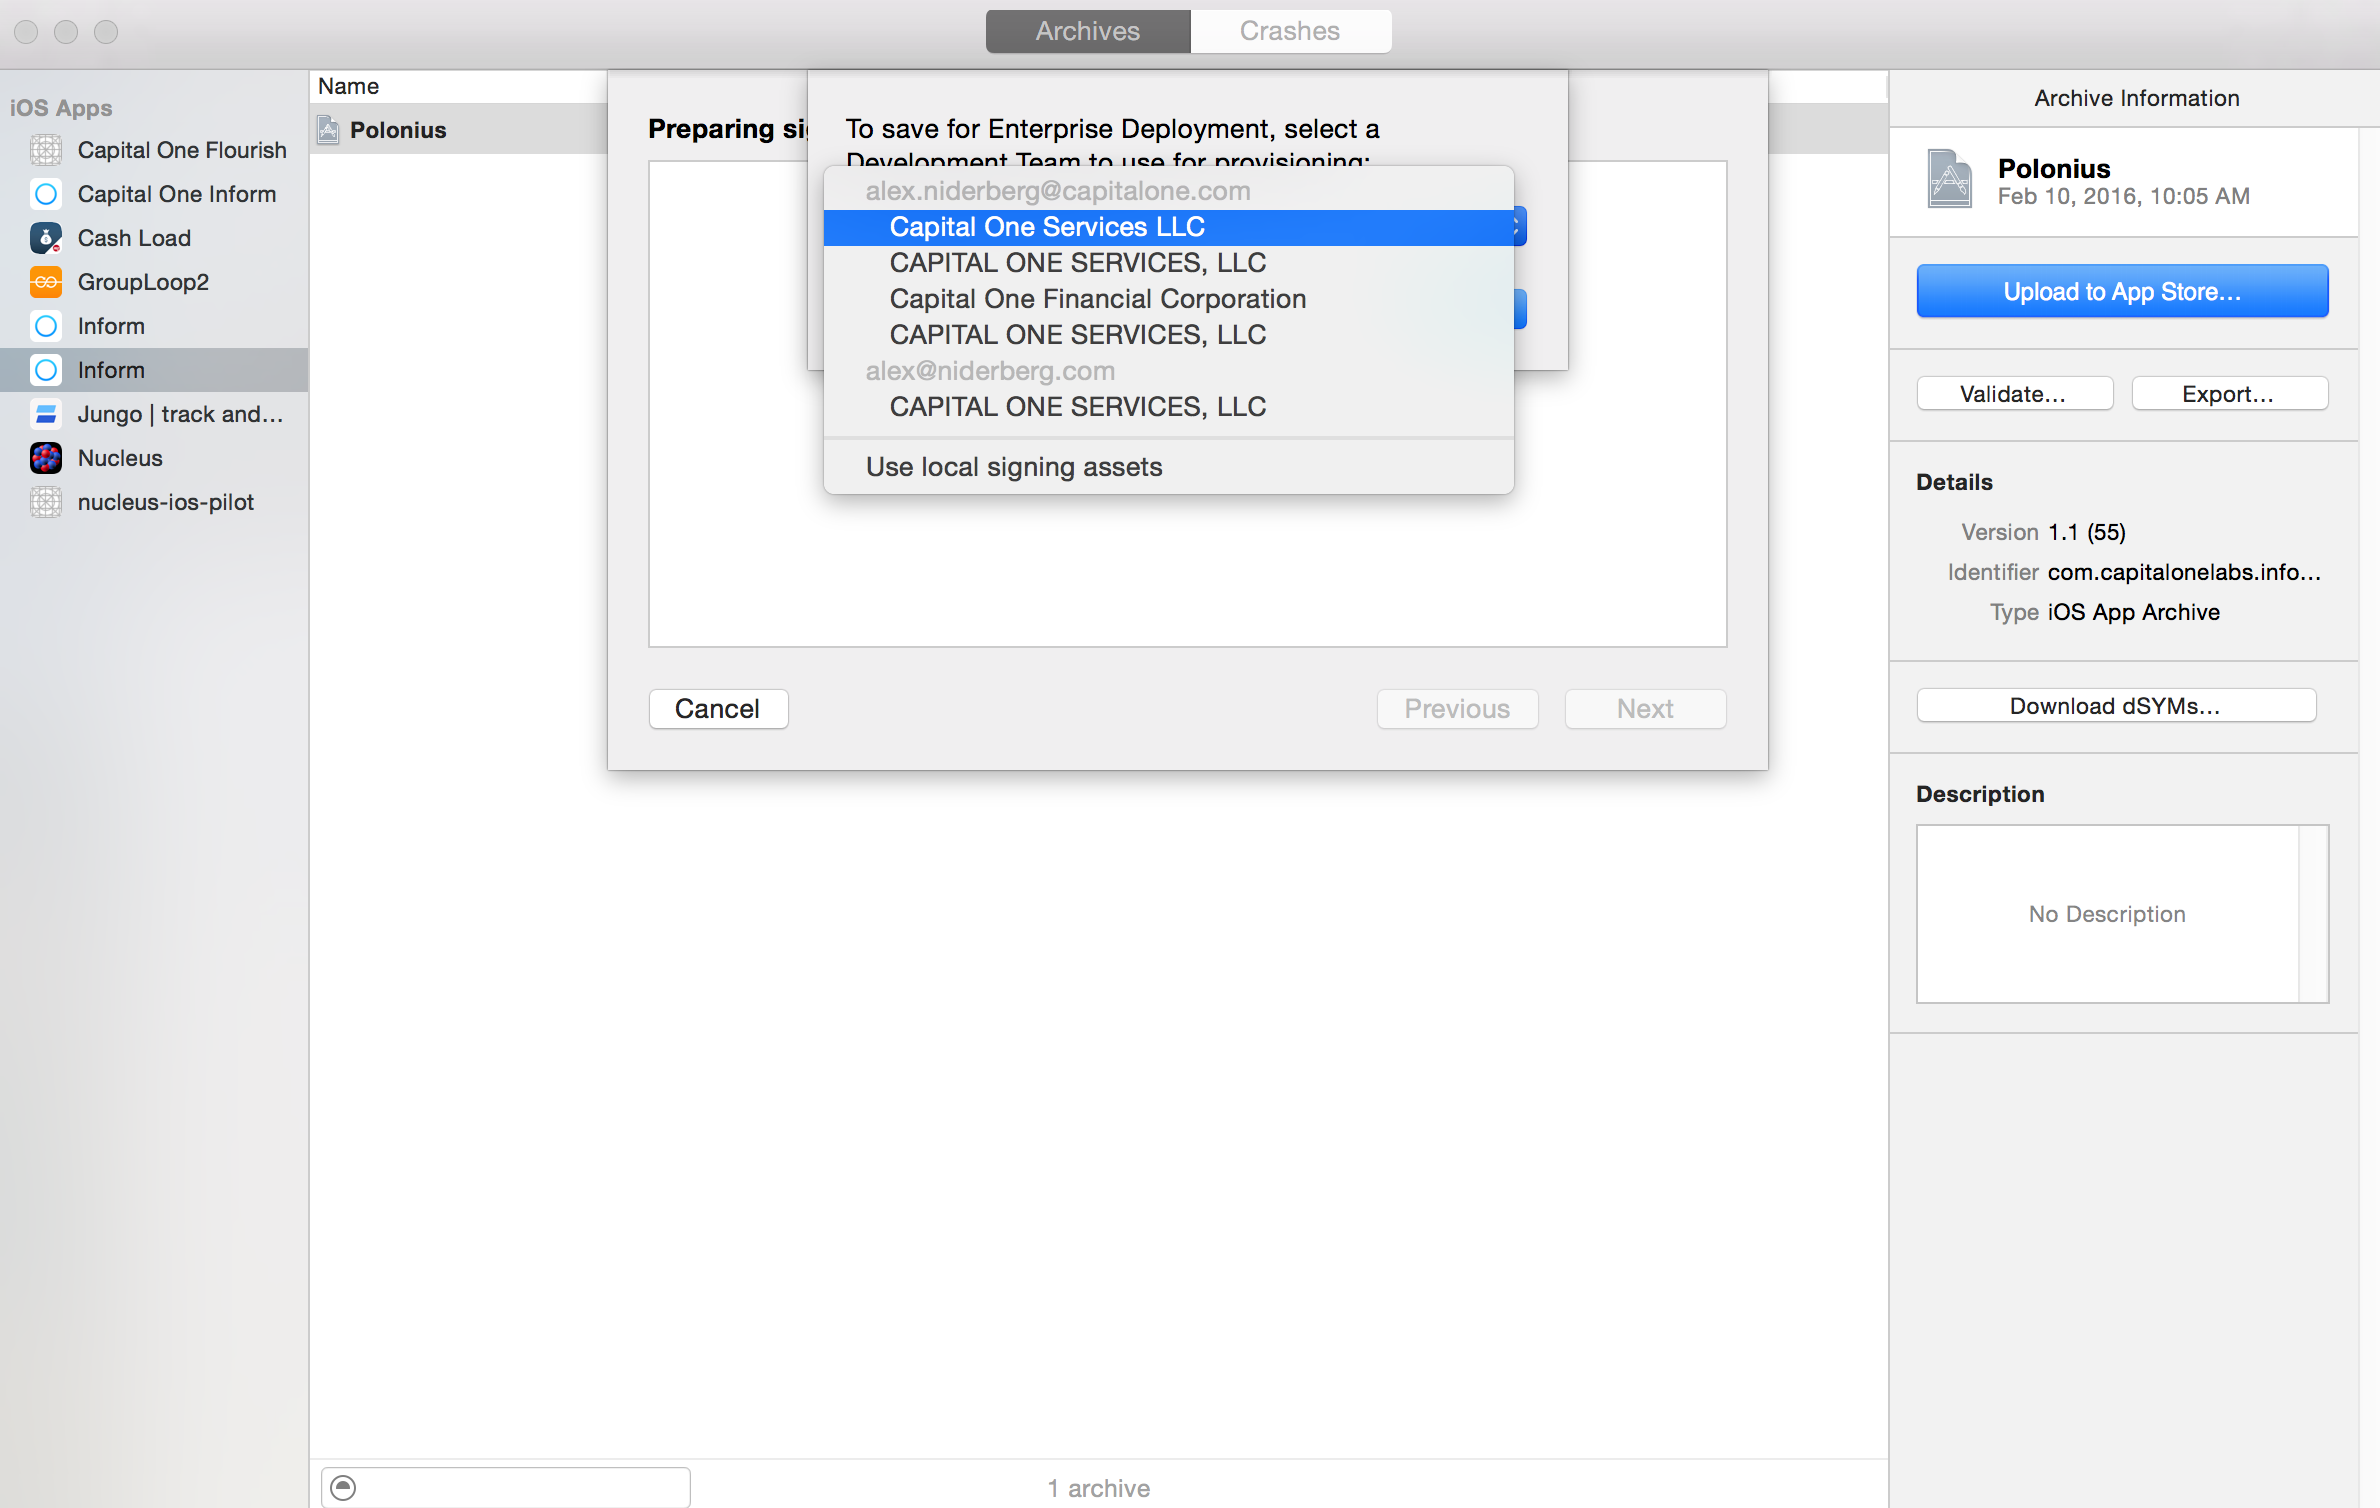 Archives
Crashes
iOS Apps
Capital One Flourish
Capital One Inform
Cash Load
GroupLoop2
Inform
Inform
Jungo | track and...
Nucleus
nucleus-ios-pilot
Name
Polonius
Preparing si
To save for Enterprise Deployment, select a
Development Team to use for provisioning:
alex.niderberg@capitalone.com
Capital One Services LLC
CAPITAL ONE SERVICES, LLC
Capital One Financial Corporation
CAPITAL ONE SERVICES, LLC
alex@niderberg.com
CAPITAL ONE SERVICES, LLC
Use local signing assets
Cancel
Previous
Next
1 archive
Archive Information
Polonius
Feb 10, 2016, 10:05 AM
Upload to App Store...
Validate...
Export...
Details
Version 1.1 (55)
Identifier com.capitalonelabs.info...
Type iOS App Archive
Download dSYMs...
Description
No Description